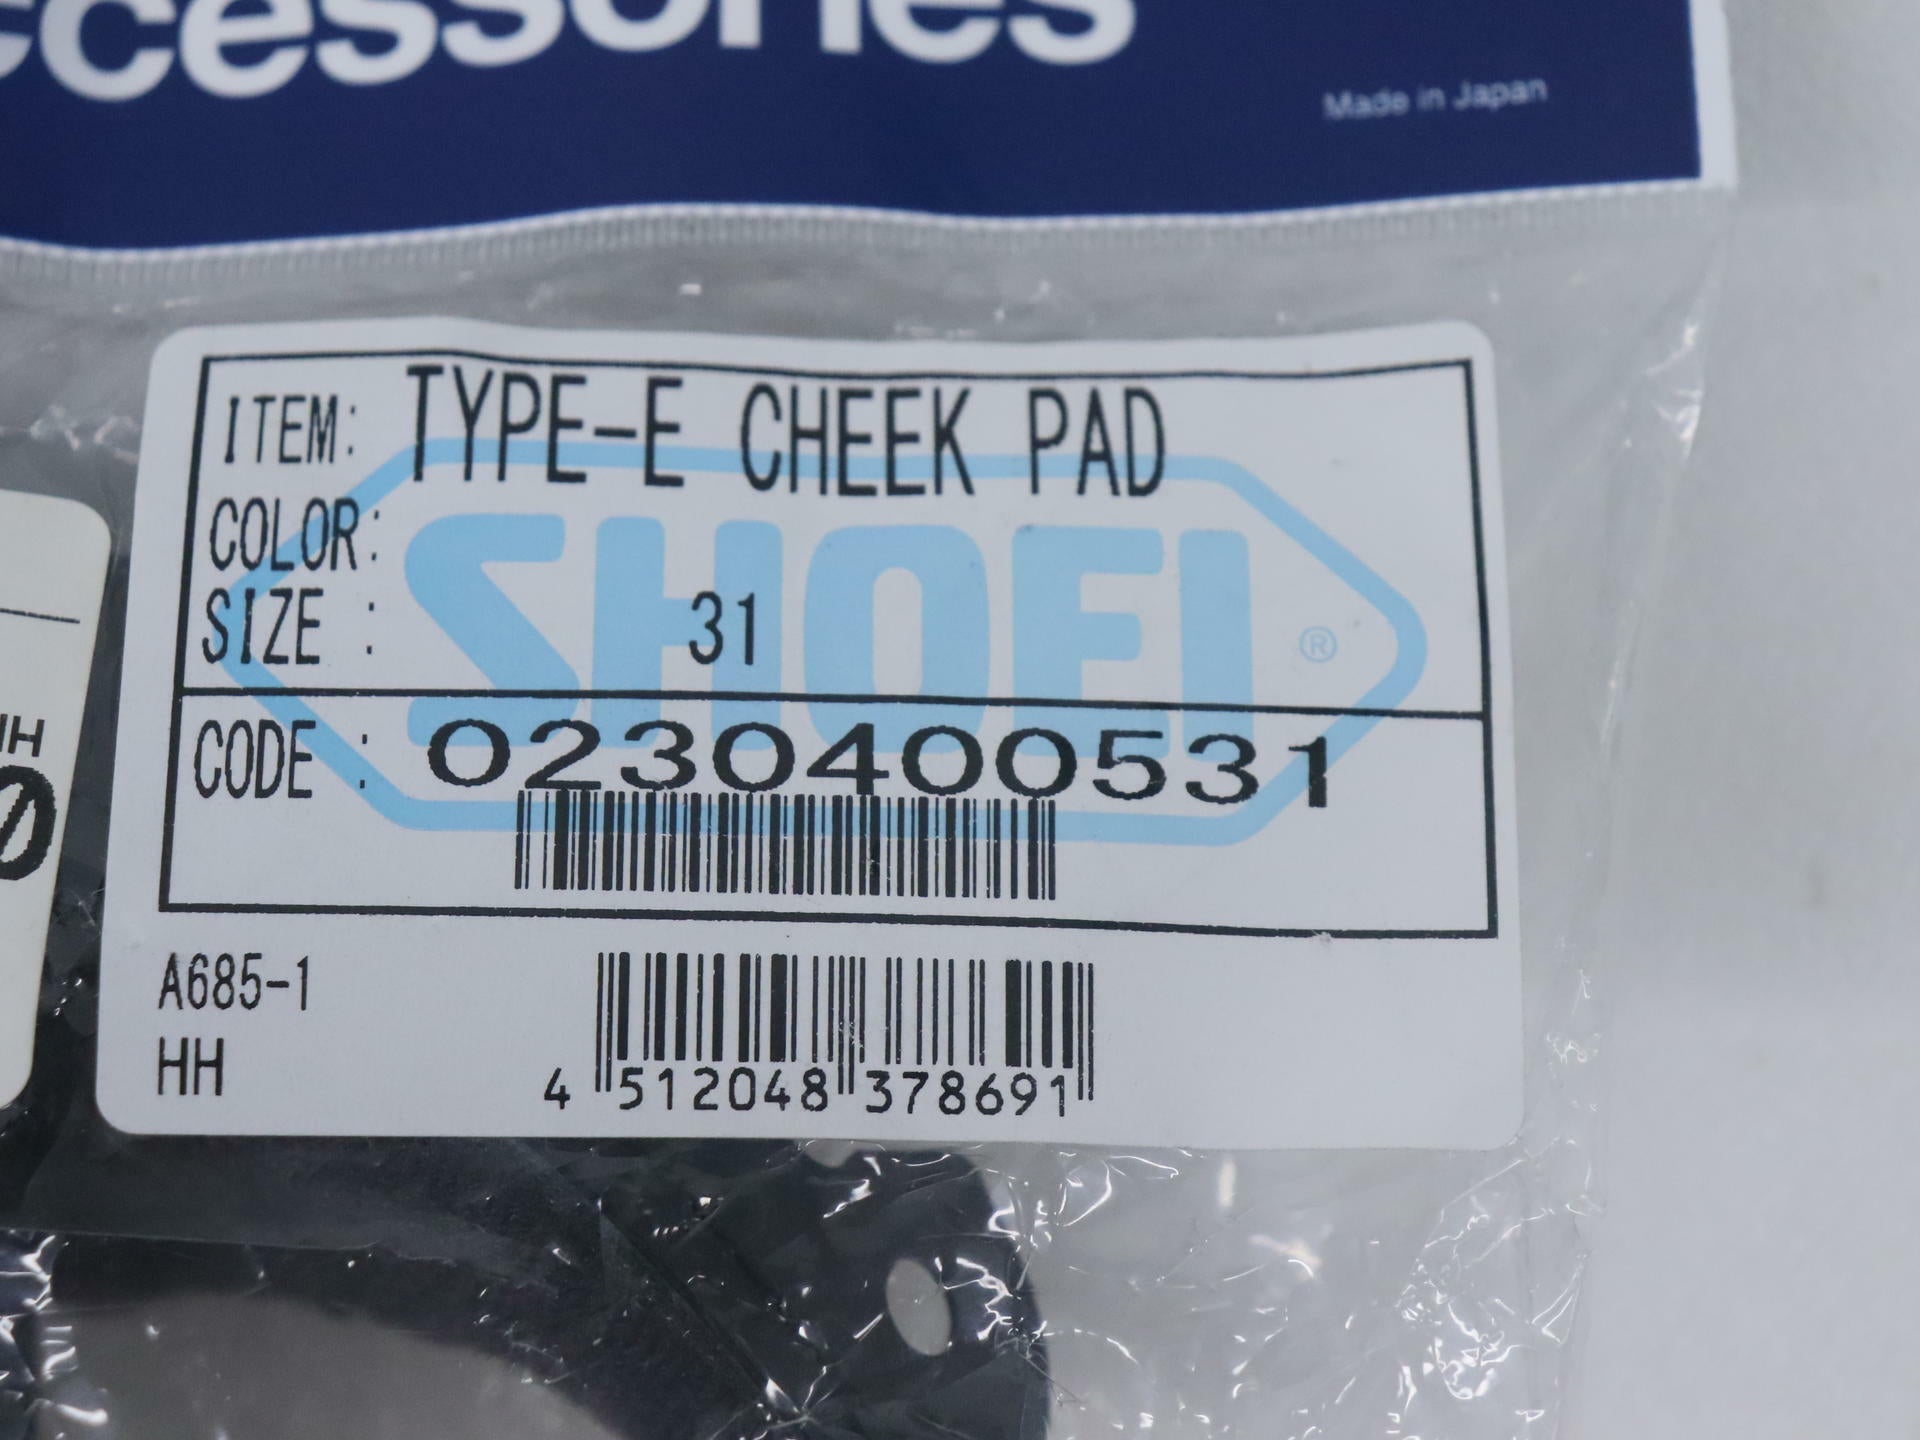 ccessories
Made in Japan
ITEM: TYPE-E CHEEK PAD
COLOR:
SIZE : 31
SHOEI ®
CODE : 0230400531
A685-1
HH
4 512048 378691